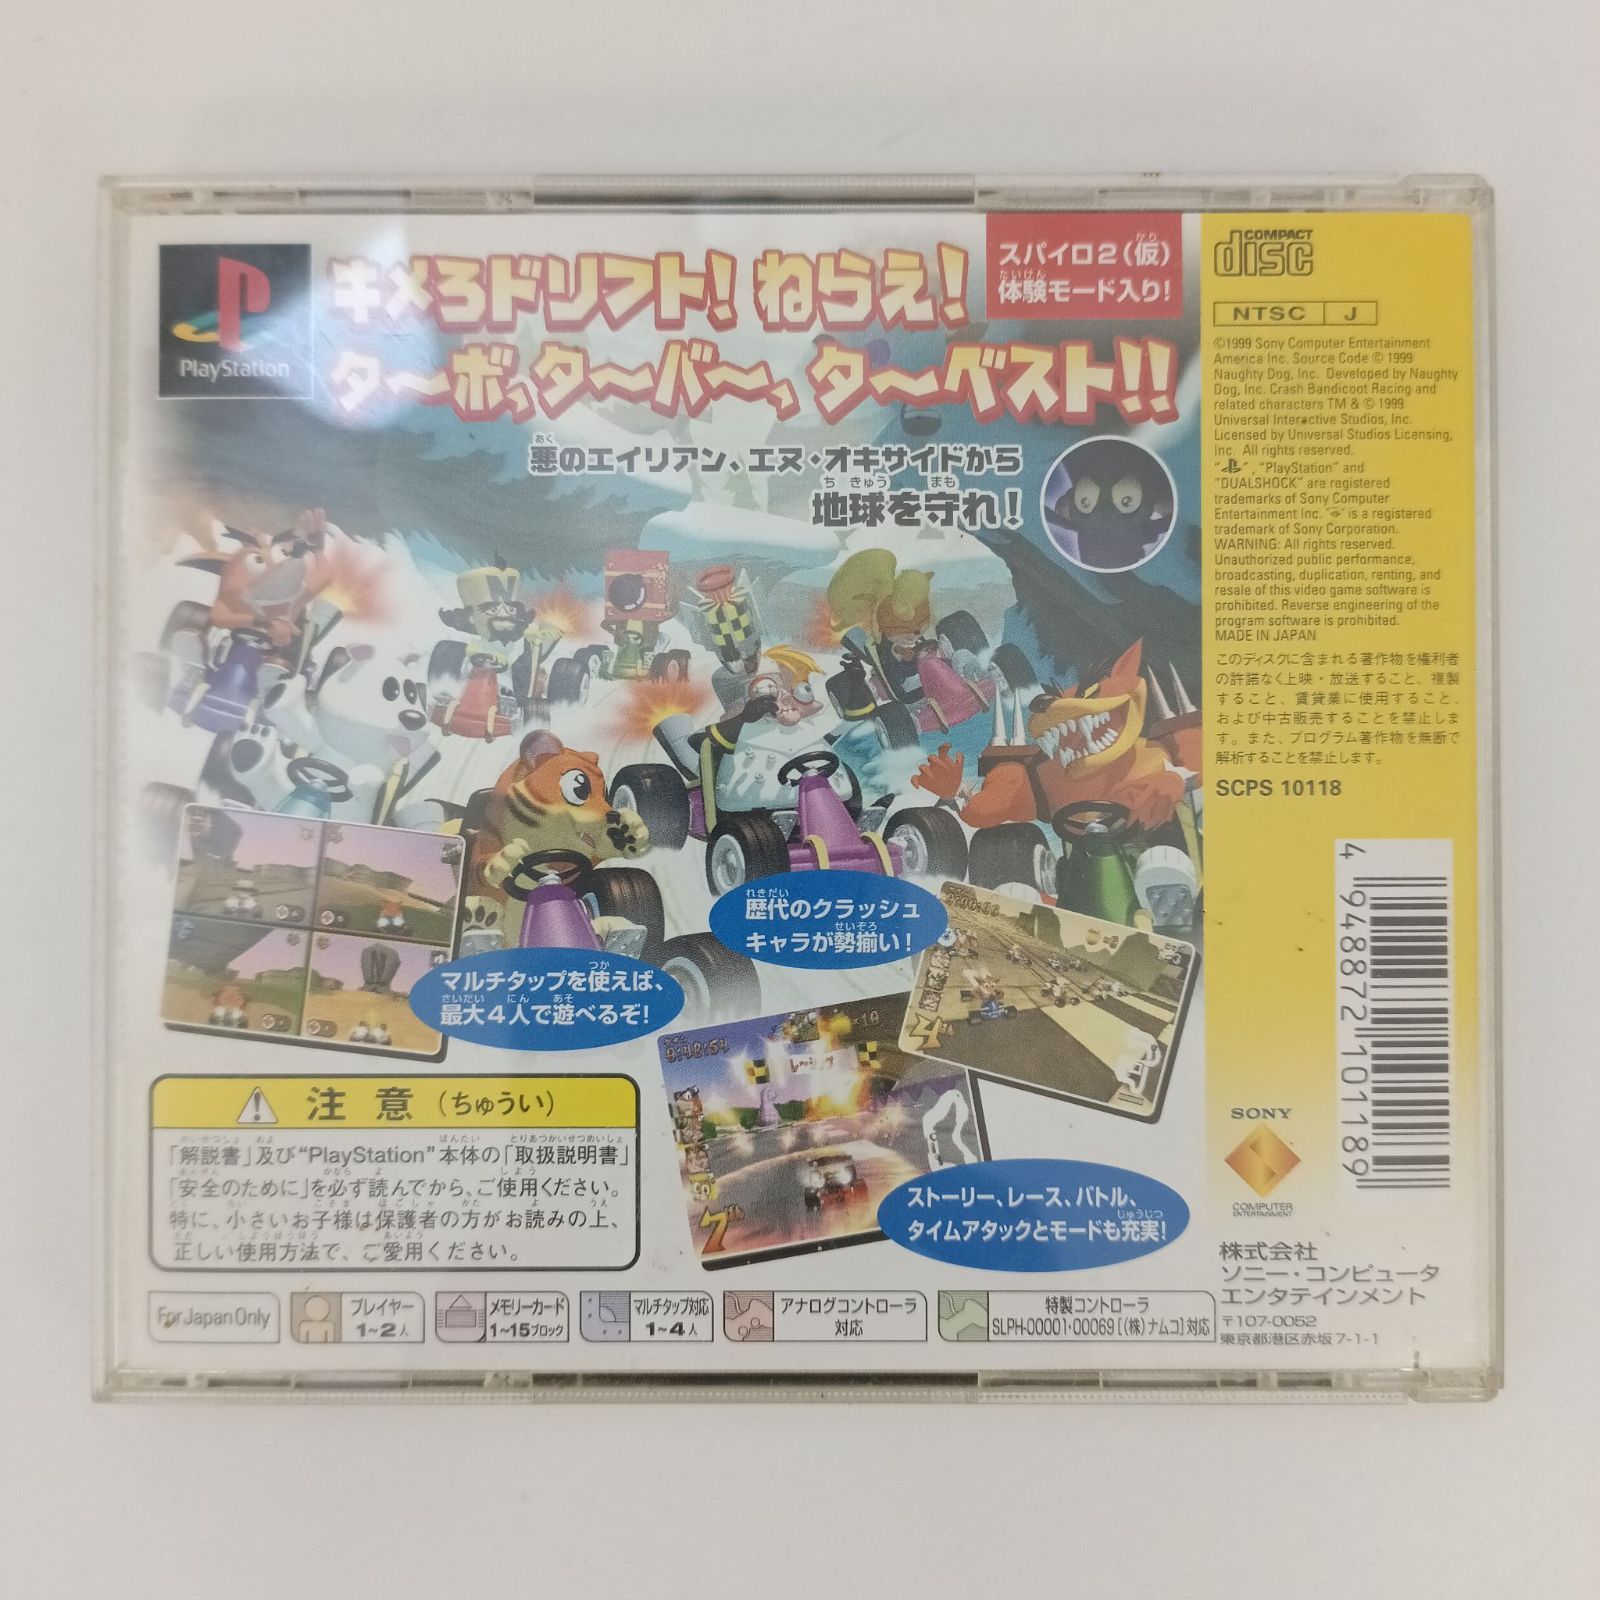 PlayStation
キメろドリフト! ねらえ!
ターボっ、ターバーっ、ターベスト!!
スパイロ2(仮)
体験モード入り!
悪のエイリアン、エヌ・オキサイドから
地球を守れ!
歴代のクラッシュ
キャラが勢揃い!
マルチタップを使えば、
最大4人で遊べるぞ!
ストーリー、レース、バトル、
タイムアタックとモードも充実!
注意(ちゅうい)
「解説書」及び"PlayStation"本体の「取扱説明書」
「安全のために」を必ず読んでから、ご使用ください。
特に、小さいお子様は保護者の方がお読みの上、
正しい使用方法で、ご愛用ください。
For Japan Only
プレイヤー
1~2人
メモリーカード
1~15ブロック
マルチタップ対応
1~4人
アナログコントローラ
対応
特製コントローラ
SLPH-00001・00069[(株)ナムコ]対応
COMPACT
disc
NTSC J
©1999 Sony Computer Entertainment
America Inc. Source Code © 1999
Naughty Dog, Inc. Developed by Naughty
Dog, Inc. Crash Bandicoot Racing and
related characters TM & © 1999
Universal Interactive Studios, Inc.
Licensed by Universal Studios Licensing,
Inc. All rights reserved.
" ", "PlayStation" and
"DUALSHOCK" are registered
trademarks of Sony Computer
Entertainment Inc. " " is a registered
trademark of Sony Corporation.
WARNING: All rights reserved.
Unauthorized public performance,
broadcasting, duplication, renting, and
resale of this video game software is
prohibited. Reverse engineering of the
program software is prohibited.
MADE IN JAPAN
このディスクに含まれる著作物を権利者
の許諾なく上映・放送すること、複製
すること、賃貸業に使用すること、
および中古販売することを禁止しま
す。また、プログラム著作物を無断で
解析することを禁止します。
SCPS 10118
4 948872 101189
SONY
COMPUTER
ENTERTAINMENT
株式会社
ソニー・コンピュータ
エンタテインメント
〒107-0052
東京都港区赤坂7-1-1